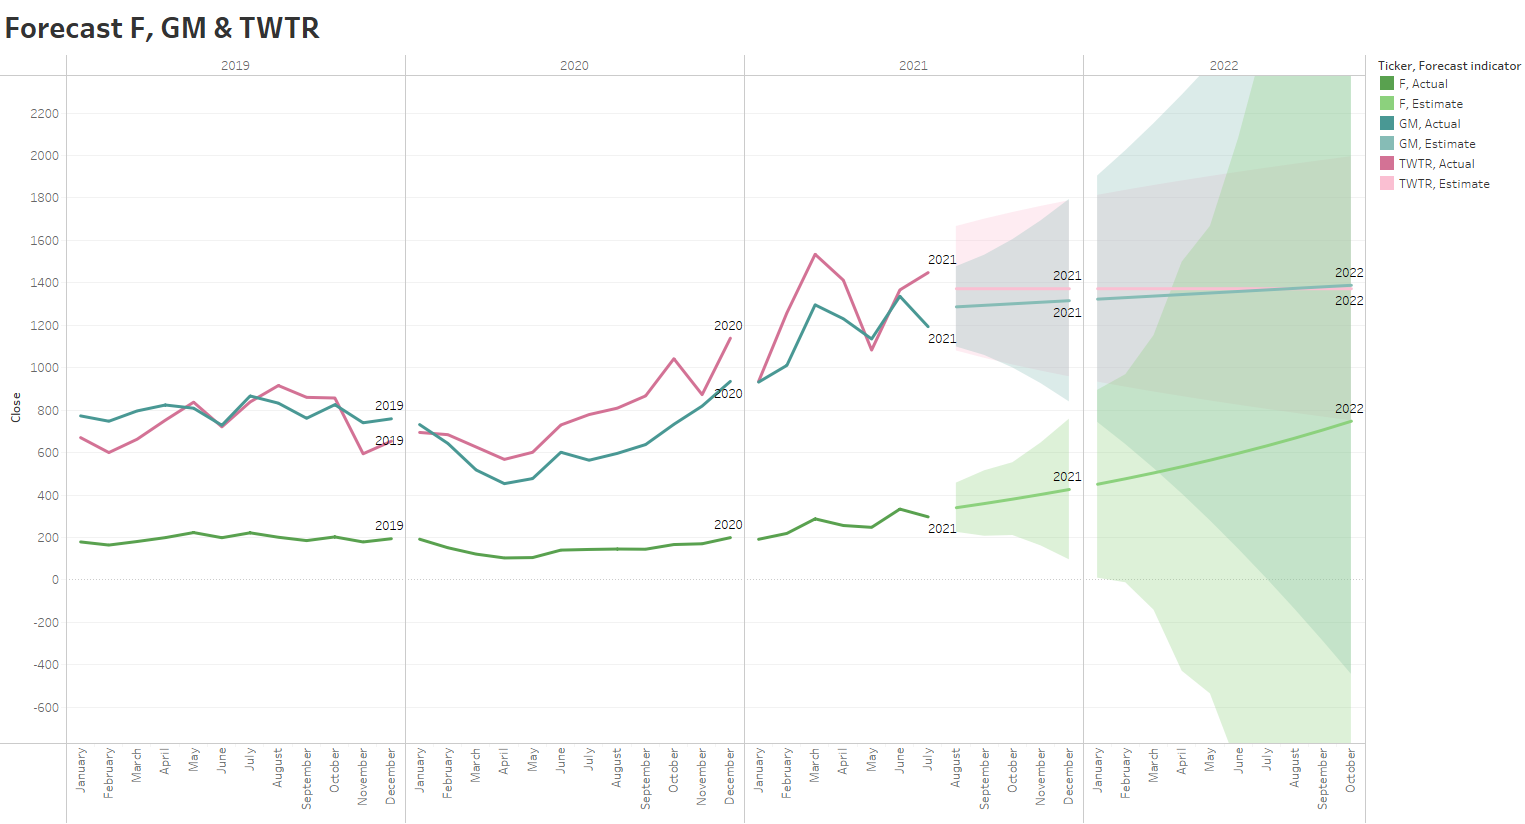 Forecast F, GM & TWTR
2019
2020
2021
2022
Ticker, Forecast indicator
F, Actual
F, Estimate
GM, Actual
GM, Estimate
TWTR, Actual
TWTR, Estimate
Close
2200
2000
1800
1600
1400
1200
1000
800
600
400
200
0
-200
-400
-600
2019
2019
2019
2020
2020
2020
2021
2021
2021
2021
2021
2021
2022
2022
2022
January
February
March
April
May
June
July
August
September
October
November
December
January
February
March
April
May
June
July
August
September
October
November
December
January
February
March
April
May
June
July
August
September
October
November
December
January
February
March
April
May
June
July
August
September
October